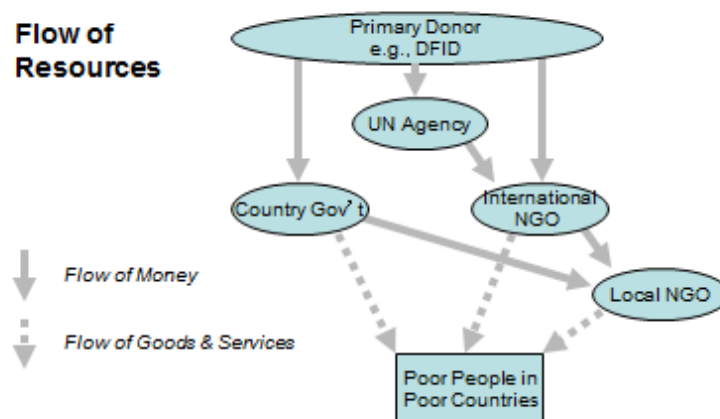 Flow of
Resources
Primary Donor
e.g., DFID
UN Agency
Country Gov’t
International
NGO
Flow of Money
Local NGO
Flow of Goods & Services
Poor People in
Poor Countries